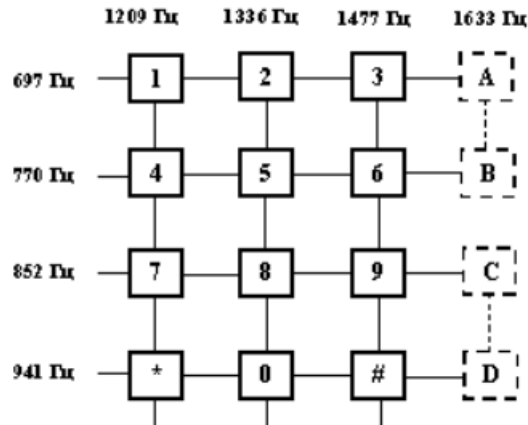 1209 Гц 1336 Гц 1477 Гц 1633 Гц
697 Гц 1 2 3 A
770 Гц 4 5 6 B
852 Гц 7 8 9 C
941 Гц * 0 # D